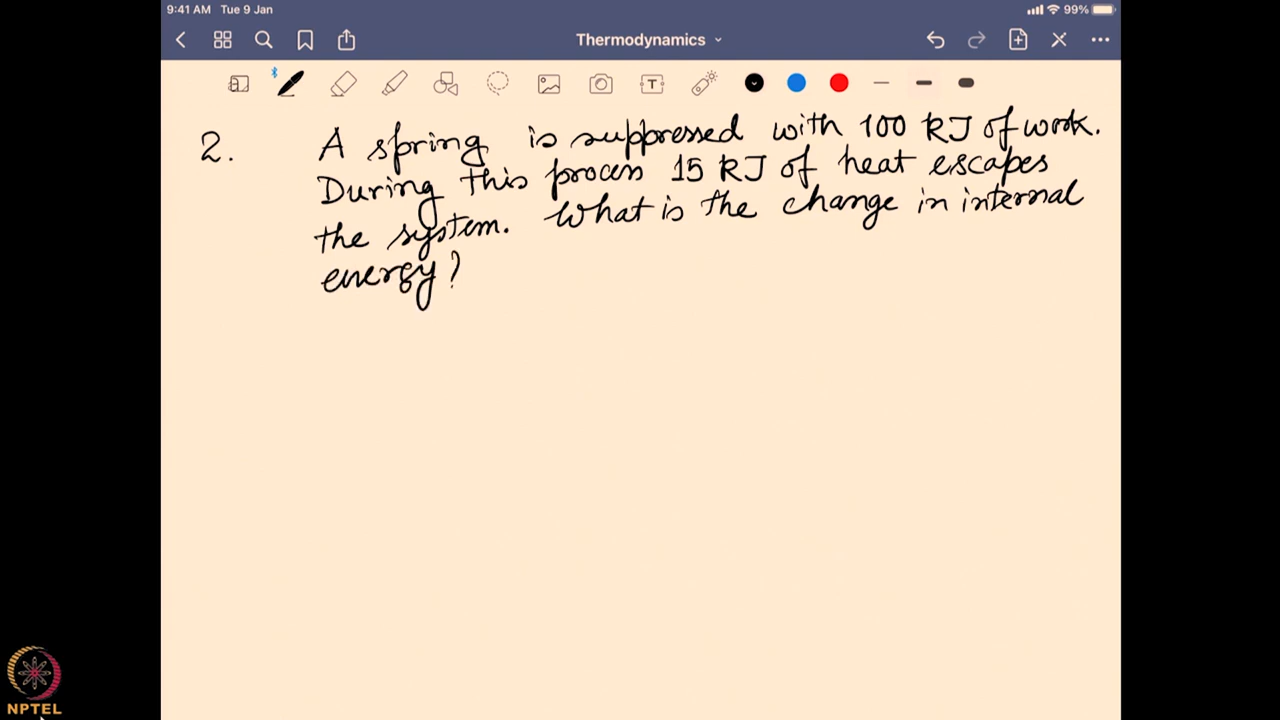 9:41 AM Tue 9 Jan 99%
Thermodynamics
T
2. A spring is suppressed with 100 KJ of work.
During this process 15 KJ of heat escapes
the system. What is the change in internal
energy?
NPTEL